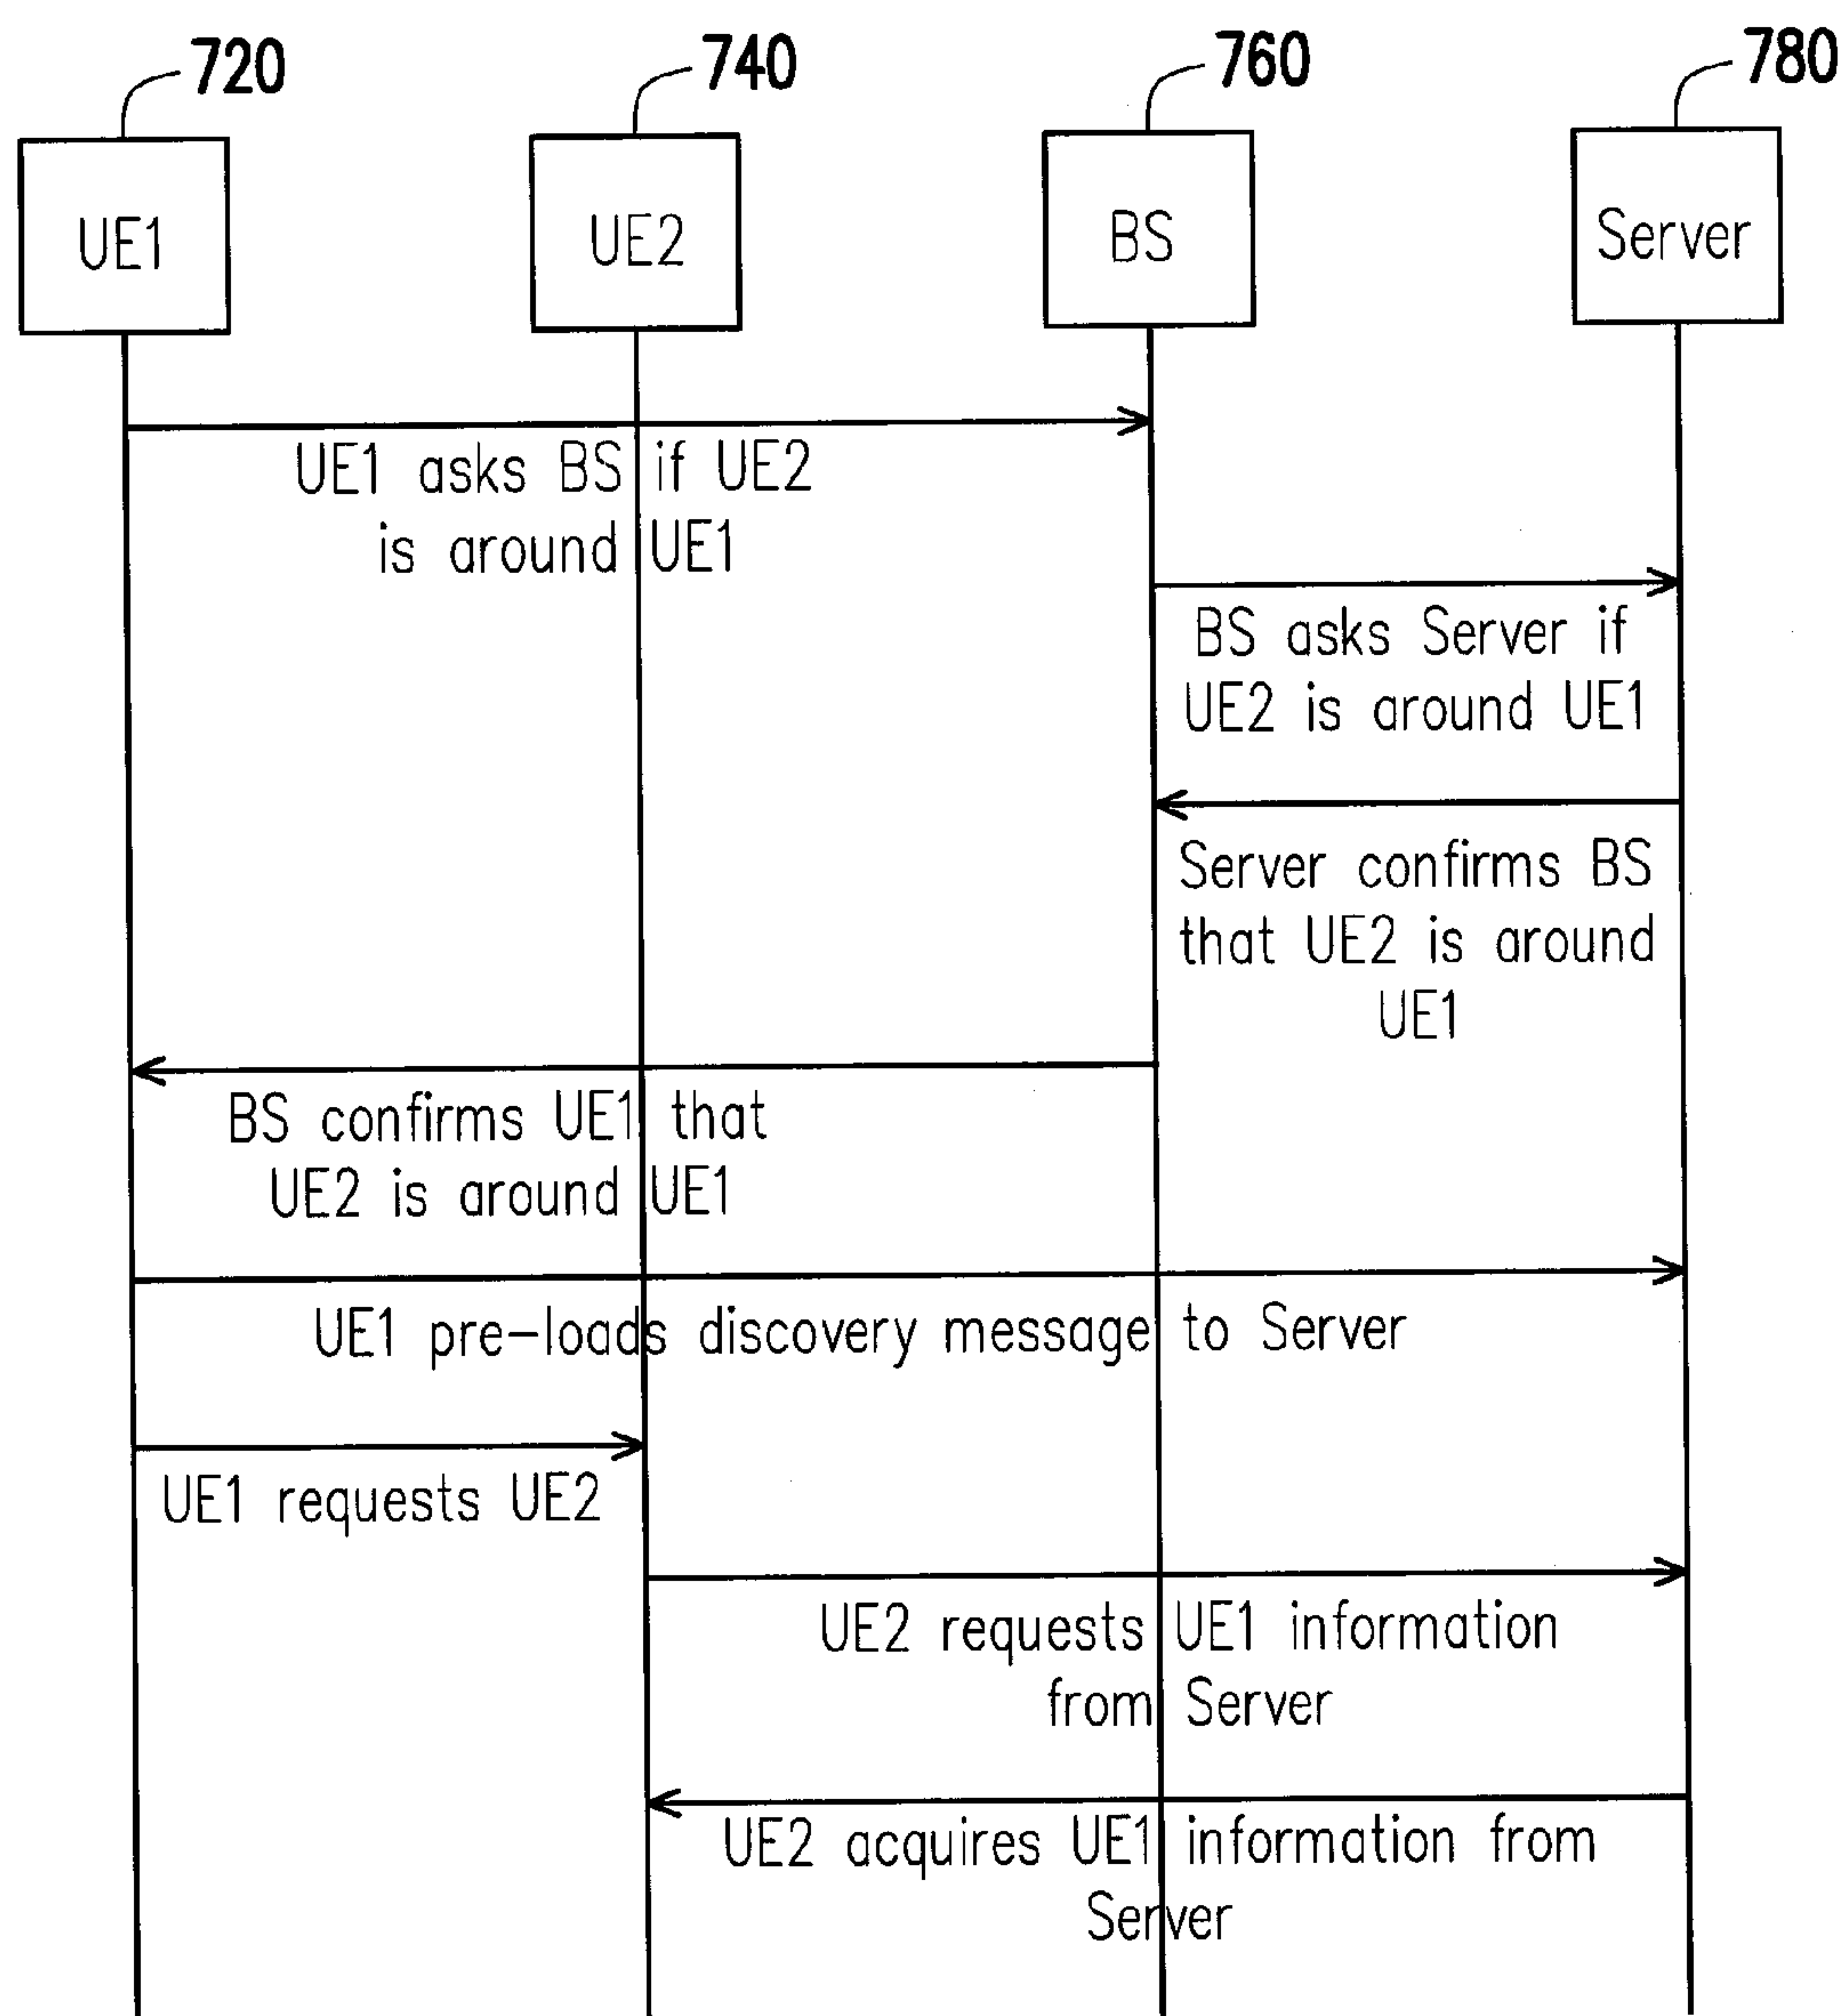 720
740
760
780
UE1
UE2
BS
Server
UE1 asks BS if UE2
is around UE1
BS asks Server if
UE2 is around UE1
Server confirms BS
that UE2 is around
UE1
BS confirms UE1 that
UE2 is around UE1
UE1 pre-loads discovery message to Server
UE1 requests UE2
UE2 requests UE1 information
from Server
UE2 acquires UE1 information from
Server